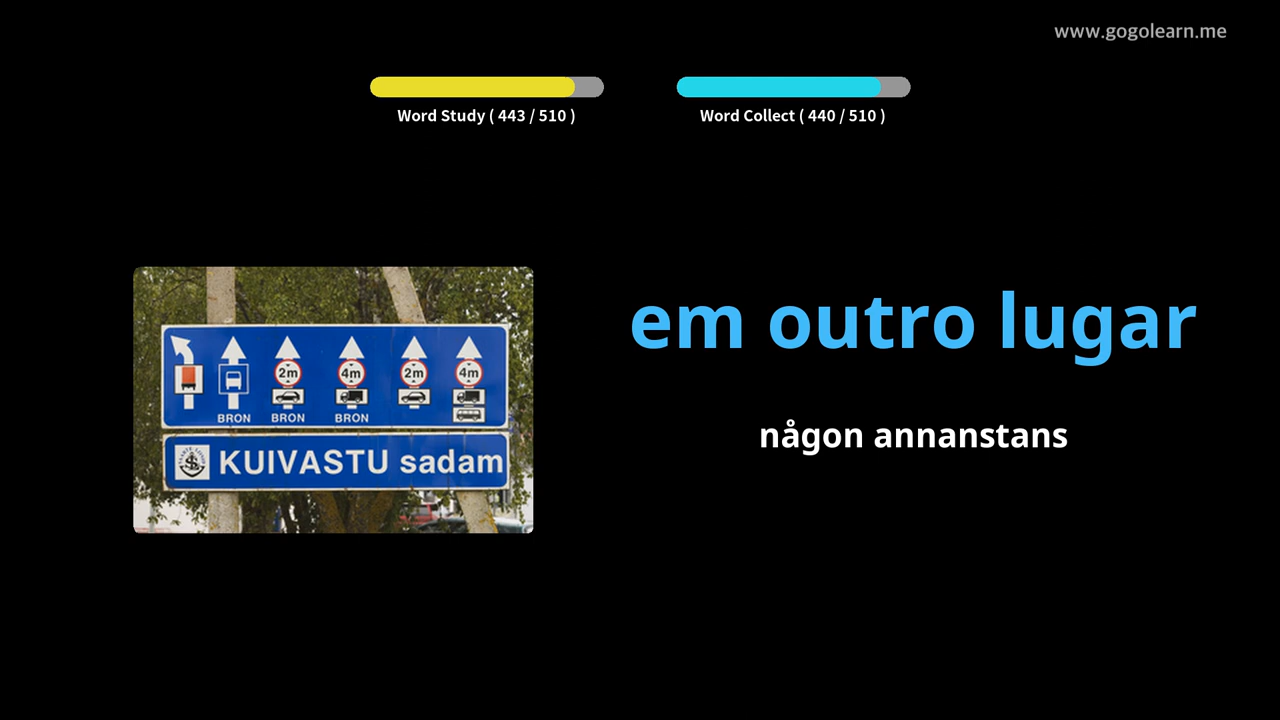 www.gogolearn.me
Word Study ( 443 / 510 )
Word Collect ( 440 / 510 )
em outro lugar
någon annanstans
2m 4m 2m 4m
BRON BRON BRON
KUIVASTU sadam